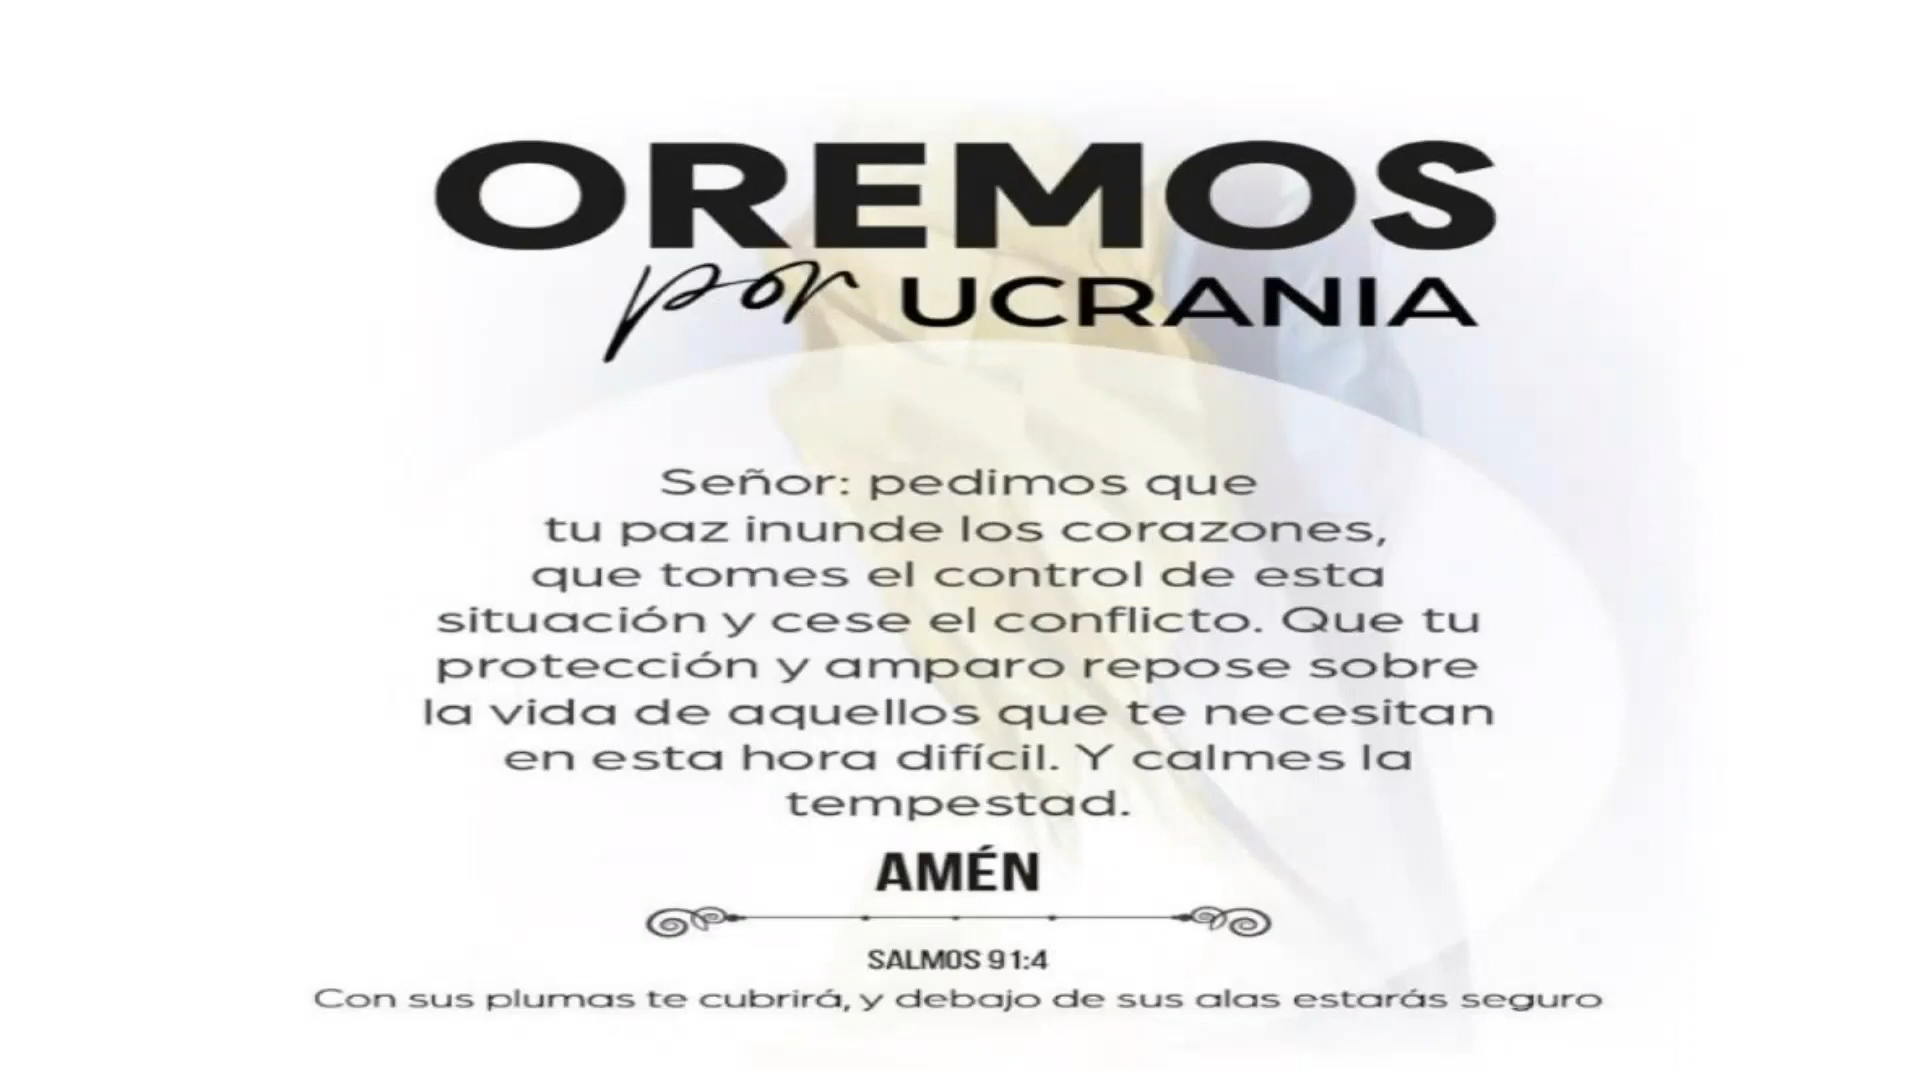 OREMOS
por UCRANIA
Señor: pedimos que
tu paz inunde los corazones,
que tomes el control de esta
situación y cese el conflicto. Que tu
protección y amparo repose sobre
la vida de aquellos que te necesitan
en esta hora difícil. Y calmes la
tempestad.
AMÉN
SALMOS 91:4
Con sus plumas te cubrirá, y debajo de sus alas estarás seguro